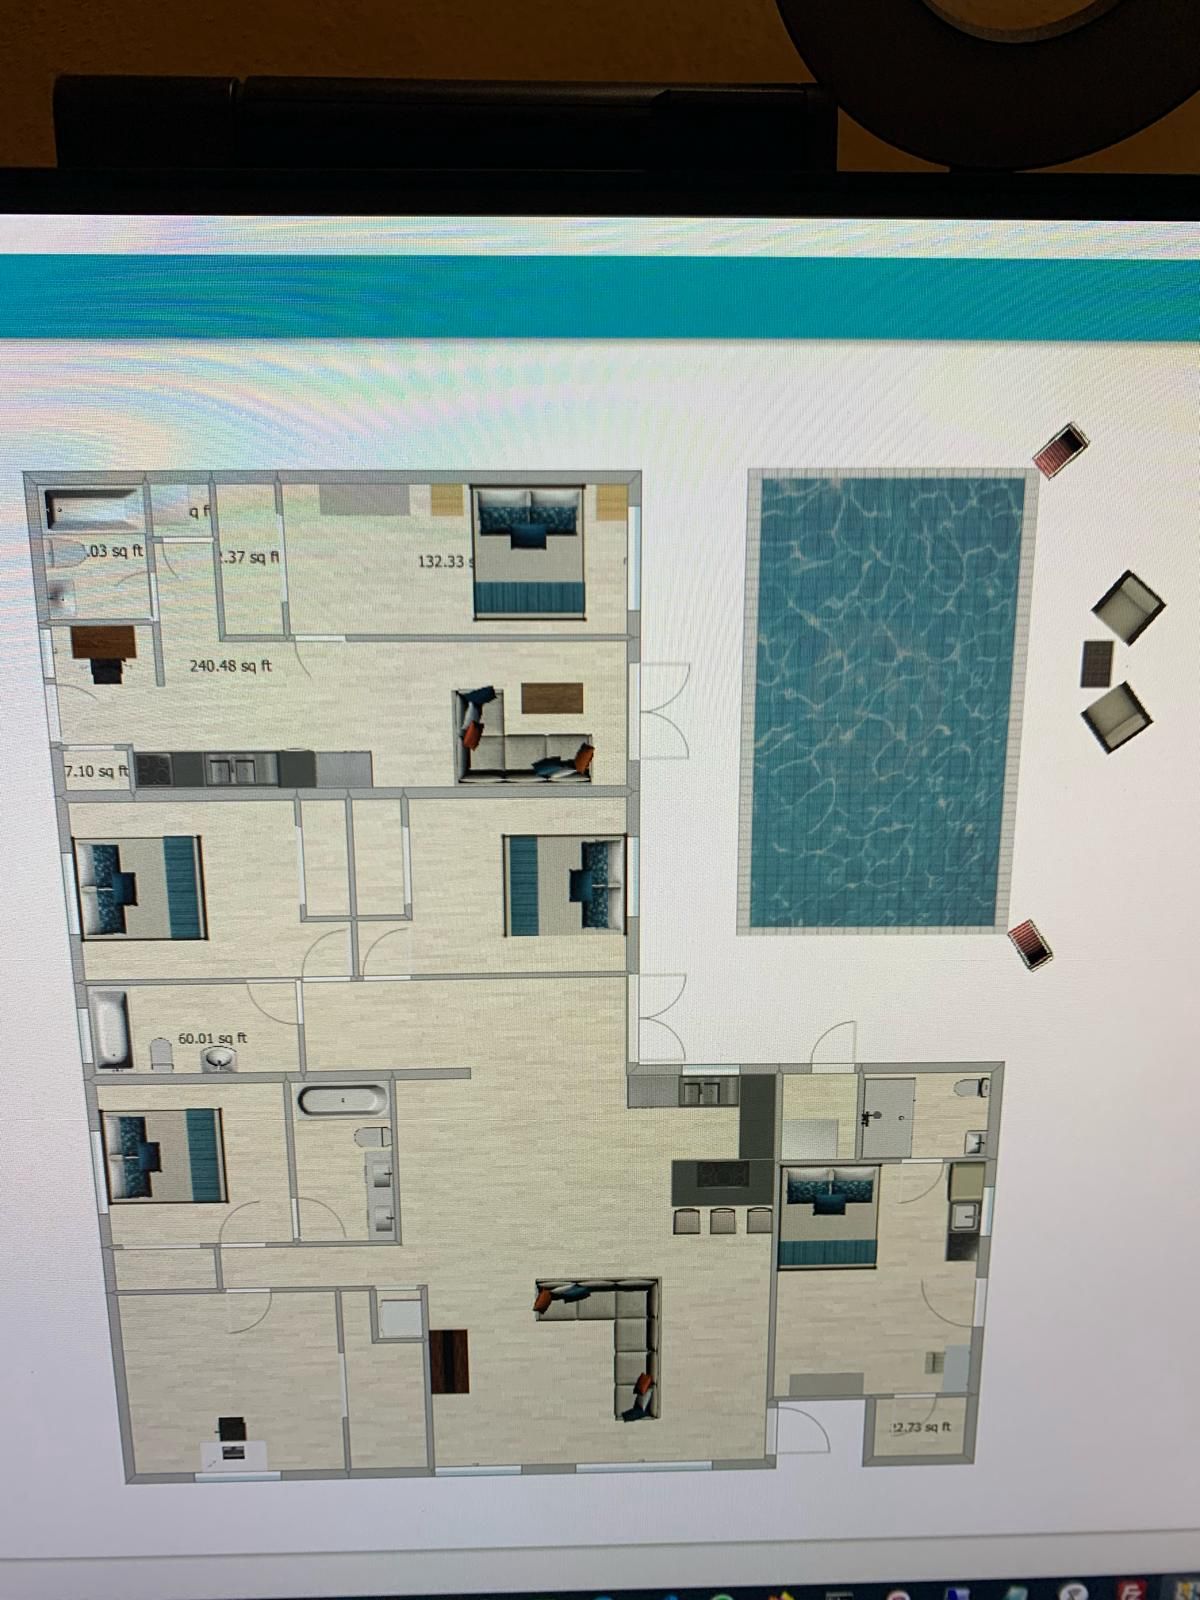 q f
.03 sq ft
.37 sq ft
132.33 s
240.48 sq ft
7.10 sq ft
60.01 sq ft
2.73 sq ft